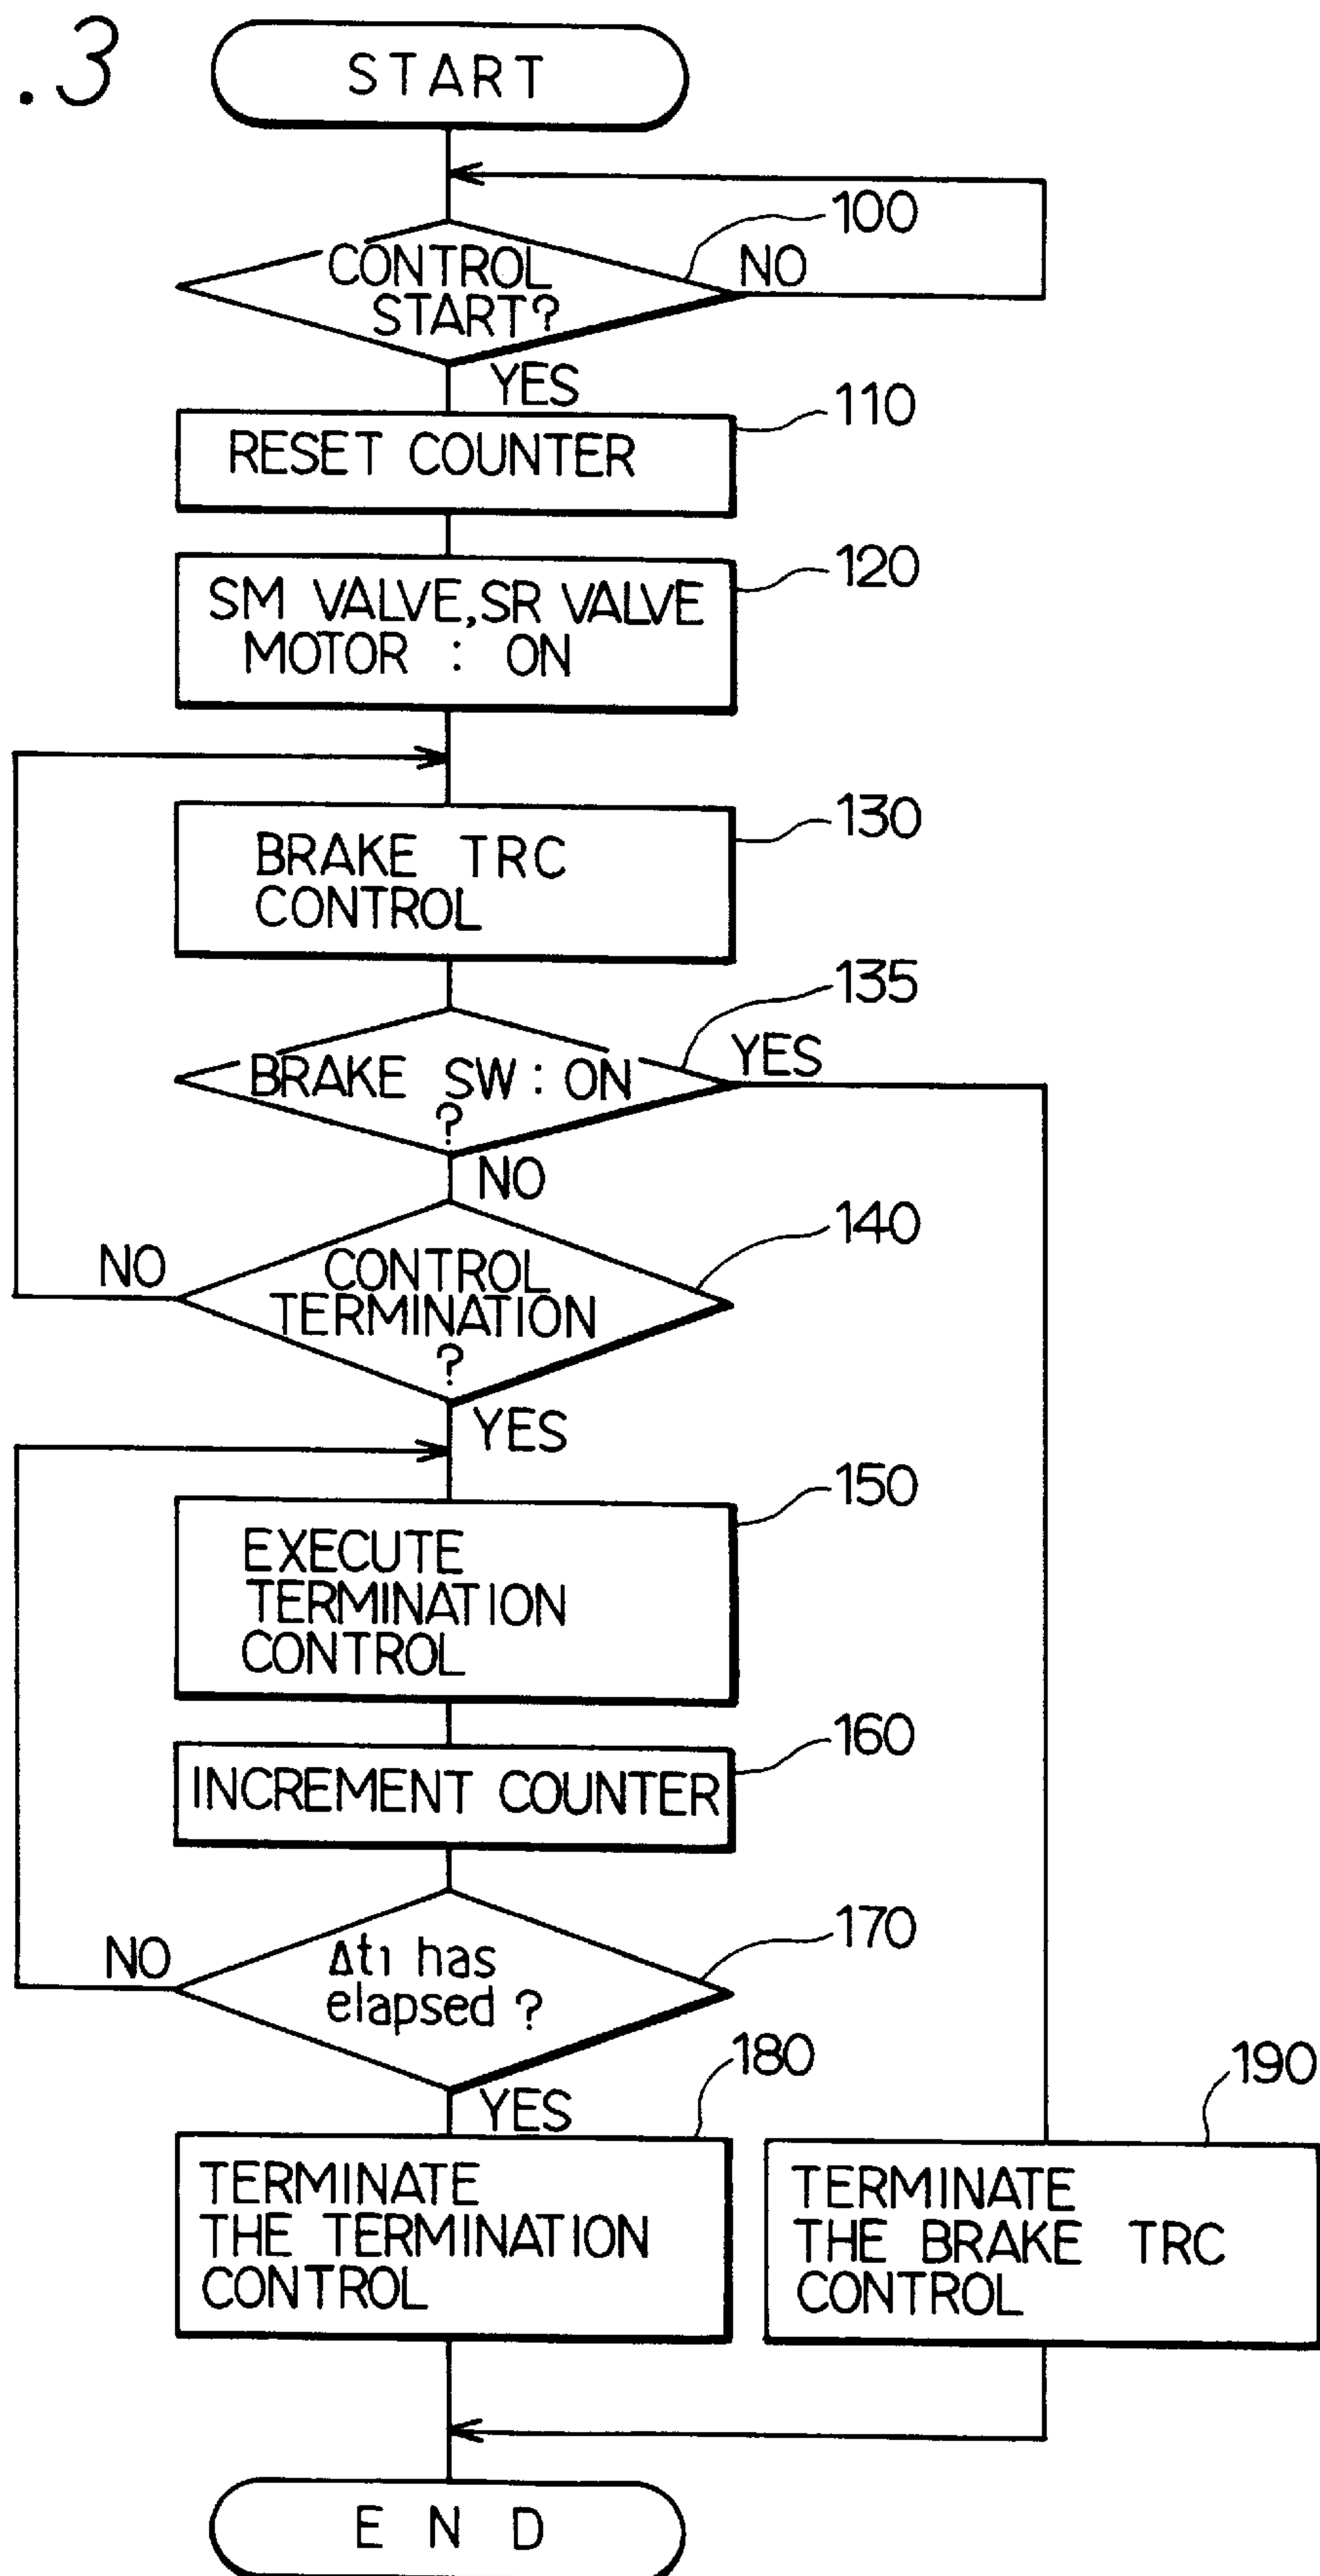 .3
START
100
CONTROL
START?
NO
YES
110
RESET COUNTER
120
SM VALVE,SR VALVE
MOTOR : ON
130
BRAKE TRC
CONTROL
135
BRAKE SW : ON
?
YES
NO
140
CONTROL
TERMINATION
?
NO
YES
150
EXECUTE
TERMINATION
CONTROL
160
INCREMENT COUNTER
170
Δt1 has
elapsed ?
NO
YES
180
TERMINATE
THE TERMINATION
CONTROL
190
TERMINATE
THE BRAKE TRC
CONTROL
END